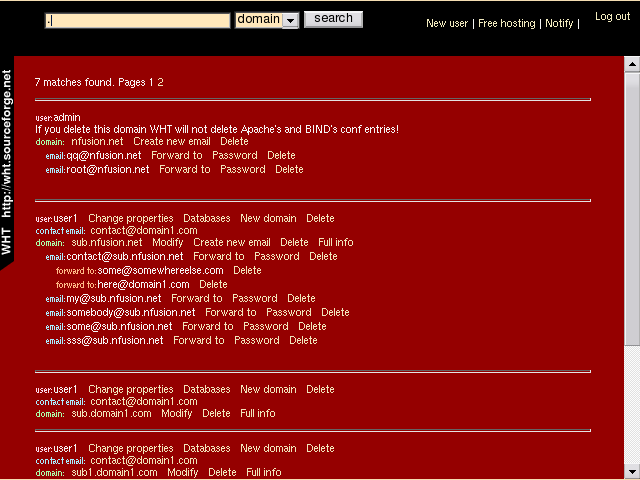 .
domain
search
New user | Free hosting | Notify |
Log out
WHT http://wht.sourceforge.net
7 matches found. Pages 1 2
user: admin
If you delete this domain WHT will not delete Apache's and BIND's conf entries!
domain: nfusion.net Create new email Delete
email: qq@nfusion.net Forward to Password Delete
email: root@nfusion.net Forward to Password Delete
user: user1 Change properties Databases New domain Delete
contact email: contact@domain1.com
domain: sub.nfusion.net Modify Create new email Delete Full info
email: contact@sub.nfusion.net Forward to Password Delete
forward to: some@somewhereelse.com Delete
forward to: here@domain1.com Delete
email: my@sub.nfusion.net Forward to Password Delete
email: somebody@sub.nfusion.net Forward to Password Delete
email: some@sub.nfusion.net Forward to Password Delete
email: sss@sub.nfusion.net Forward to Password Delete
user: user1 Change properties Databases New domain Delete
contact email: contact@domain1.com
domain: sub.domain1.com Modify Delete Full info
user: user1 Change properties Databases New domain Delete
contact email: contact@domain1.com
domain: sub1.domain1.com Modify Delete Full info